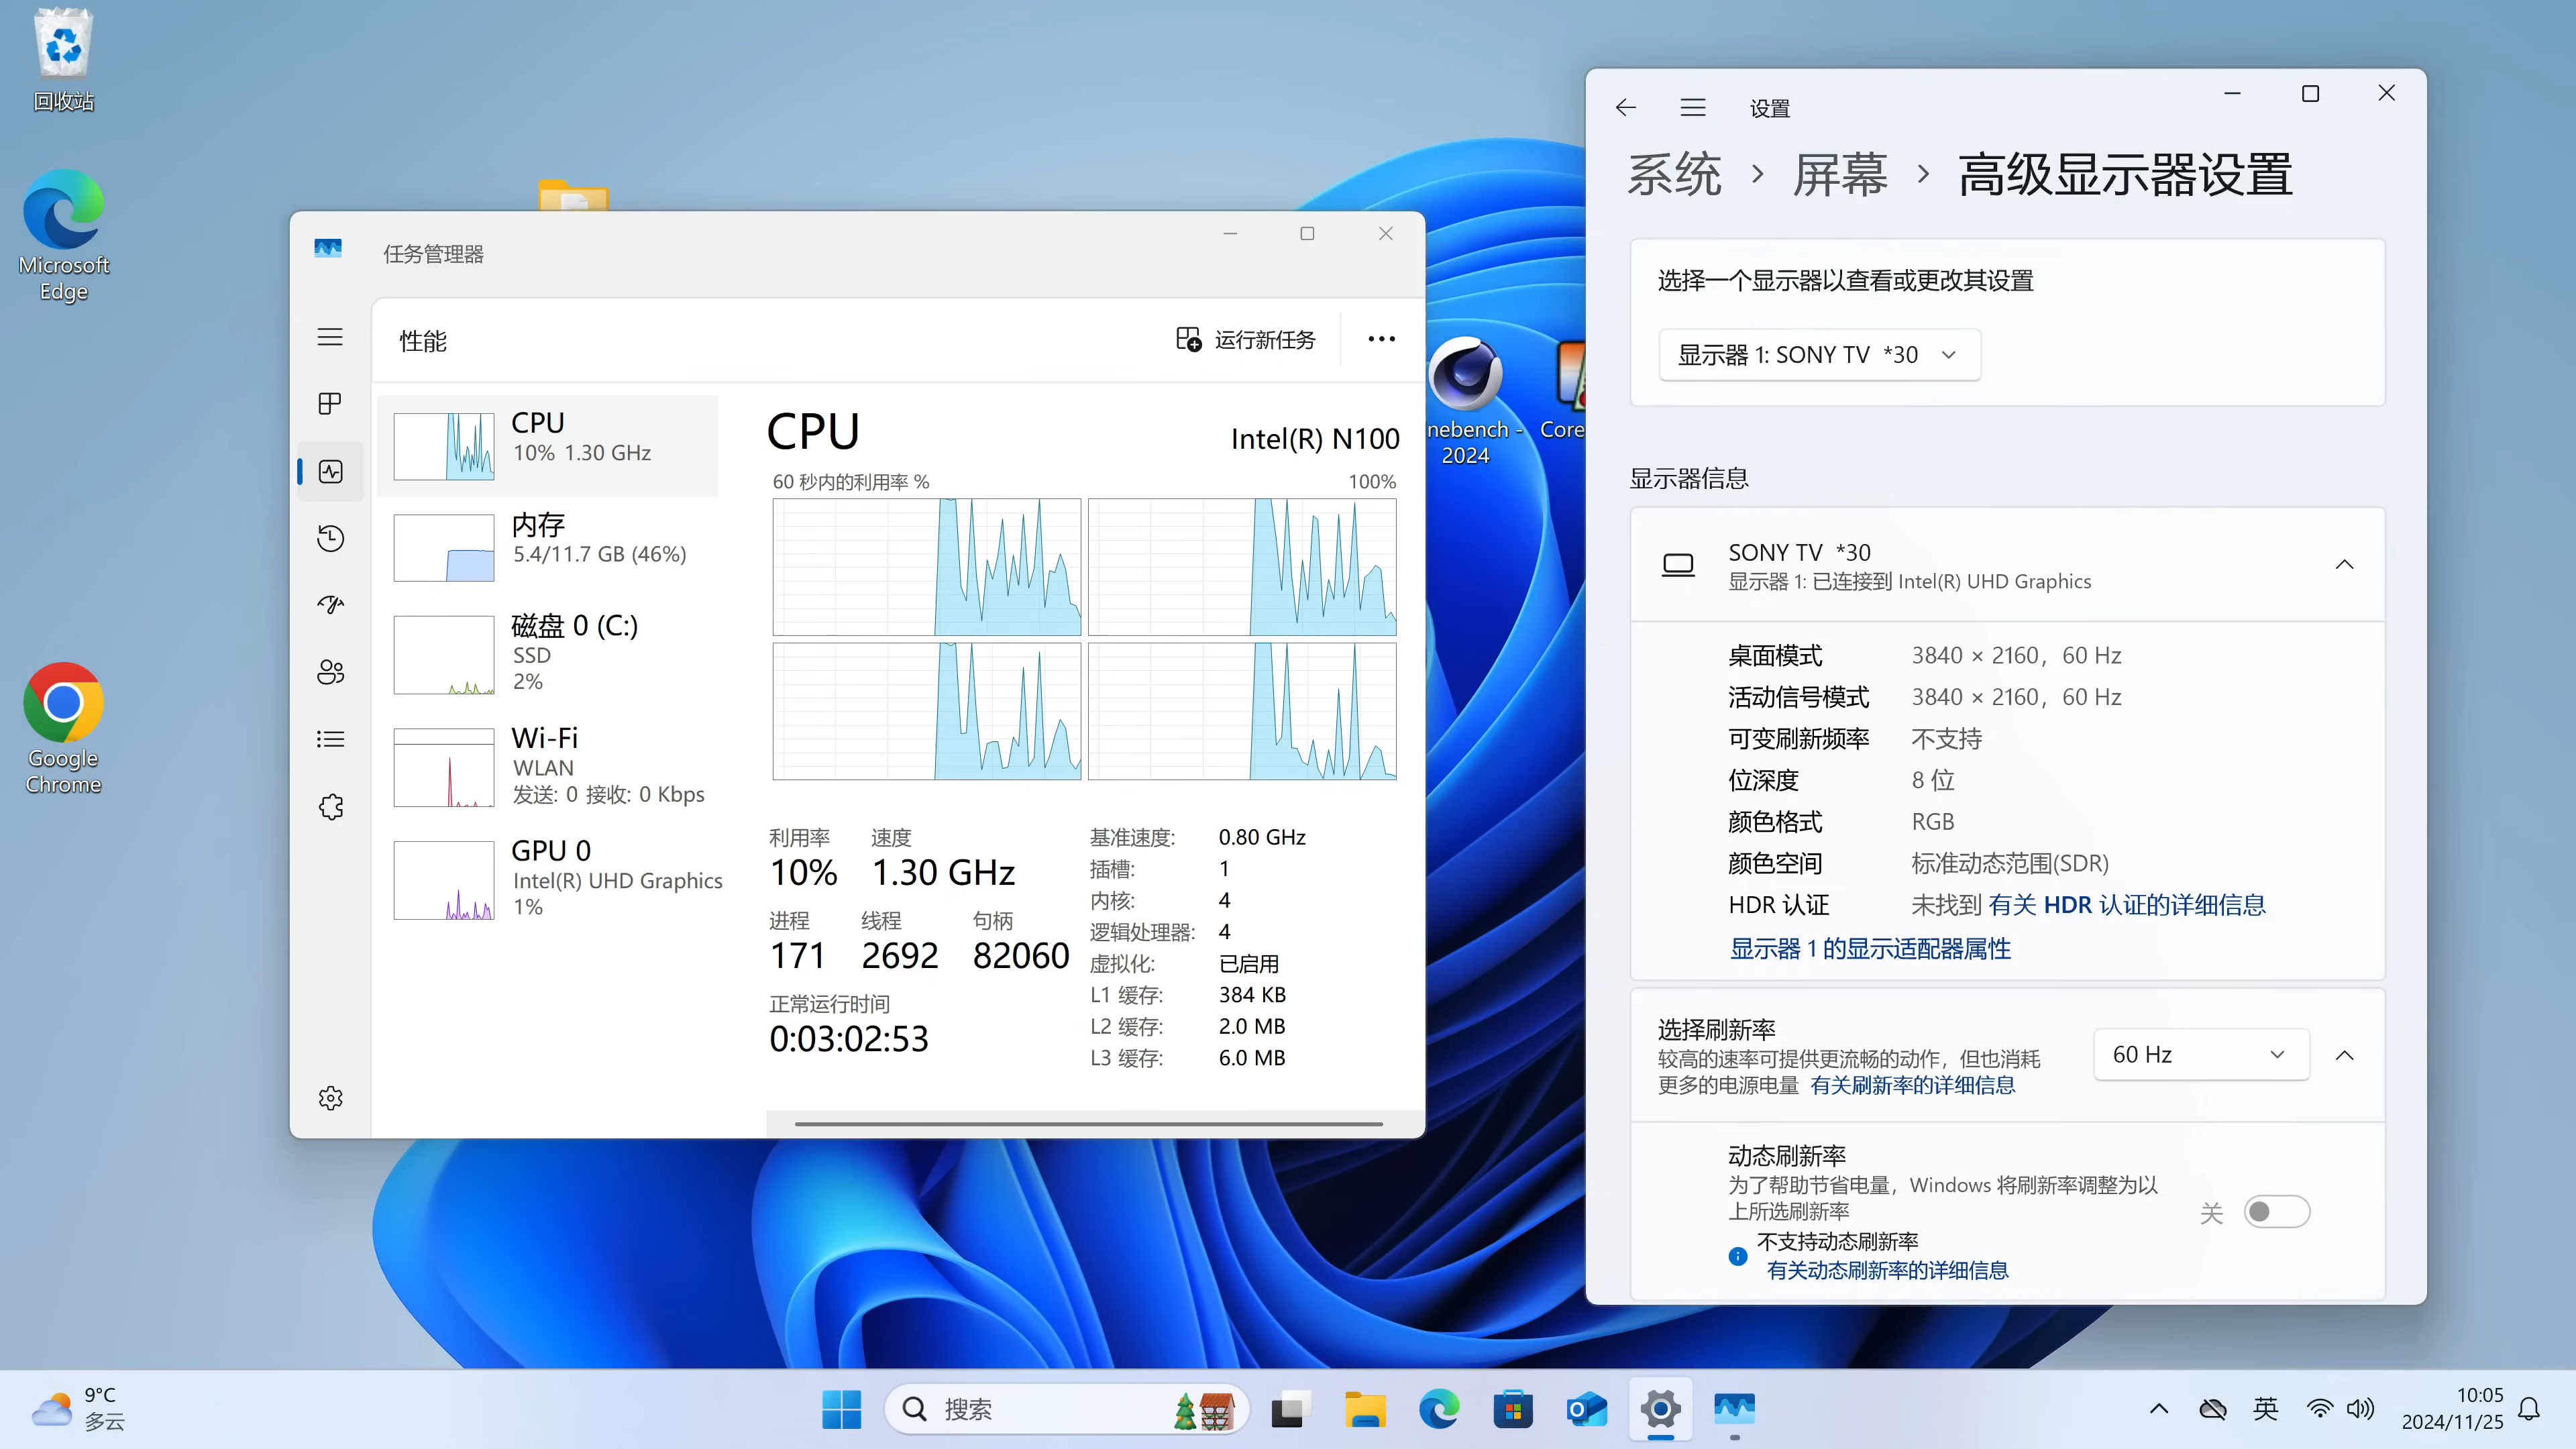 回收站
Microsoft
Edge
Google
Chrome
任务管理器
性能
运行新任务
CPU
10% 1.30 GHz
内存
5.4/11.7 GB (46%)
磁盘 0 (C:)
SSD
2%
Wi-Fi
WLAN
发送: 0 接收: 0 Kbps
GPU 0
Intel(R) UHD Graphics
1%
CPU
Intel(R) N100
60 秒内的利用率 %
100%
利用率
速度
10%
1.30 GHz
进程
线程
句柄
171
2692
82060
正常运行时间
0:03:02:53
基准速度: 0.80 GHz
插槽: 1
内核: 4
逻辑处理器: 4
虚拟化: 已启用
L1 缓存: 384 KB
L2 缓存: 2.0 MB
L3 缓存: 6.0 MB
nebench -
2024
Core
设置
系统 › 屏幕 › 高级显示器设置
选择一个显示器以查看或更改其设置
显示器 1: SONY TV *30
显示器信息
SONY TV *30
显示器 1: 已连接到 Intel(R) UHD Graphics
桌面模式 3840 × 2160，60 Hz
活动信号模式 3840 × 2160，60 Hz
可变刷新频率 不支持
位深度 8 位
颜色格式 RGB
颜色空间 标准动态范围(SDR)
HDR 认证 未找到 有关 HDR 认证的详细信息
显示器 1 的显示适配器属性
选择刷新率
较高的速率可提供更流畅的动作，但也消耗
更多的电源电量 有关刷新率的详细信息
60 Hz
动态刷新率
为了帮助节省电量，Windows 将刷新率调整为以
上所选刷新率
关
不支持动态刷新率
有关动态刷新率的详细信息
9°C
多云
搜索
英
10:05
2024/11/25